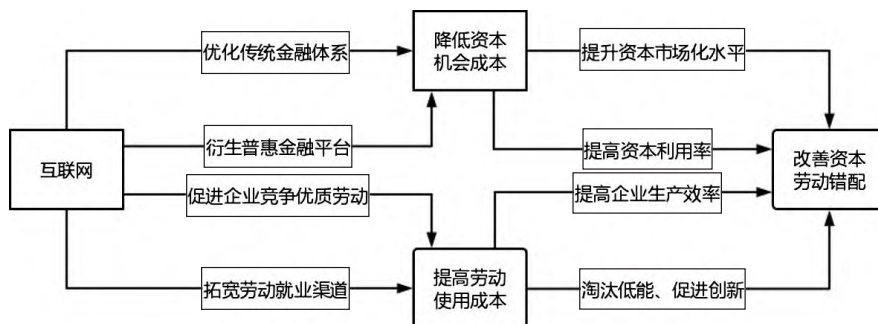 优化传统金融体系
降低资本
机会成本
提升资本市场化水平
互联网
衍生普惠金融平台
提高资本利用率
改善资本
劳动错配
促进企业竞争优质劳动
提高企业生产效率
拓宽劳动就业渠道
提高劳动
使用成本
淘汰低能、促进创新